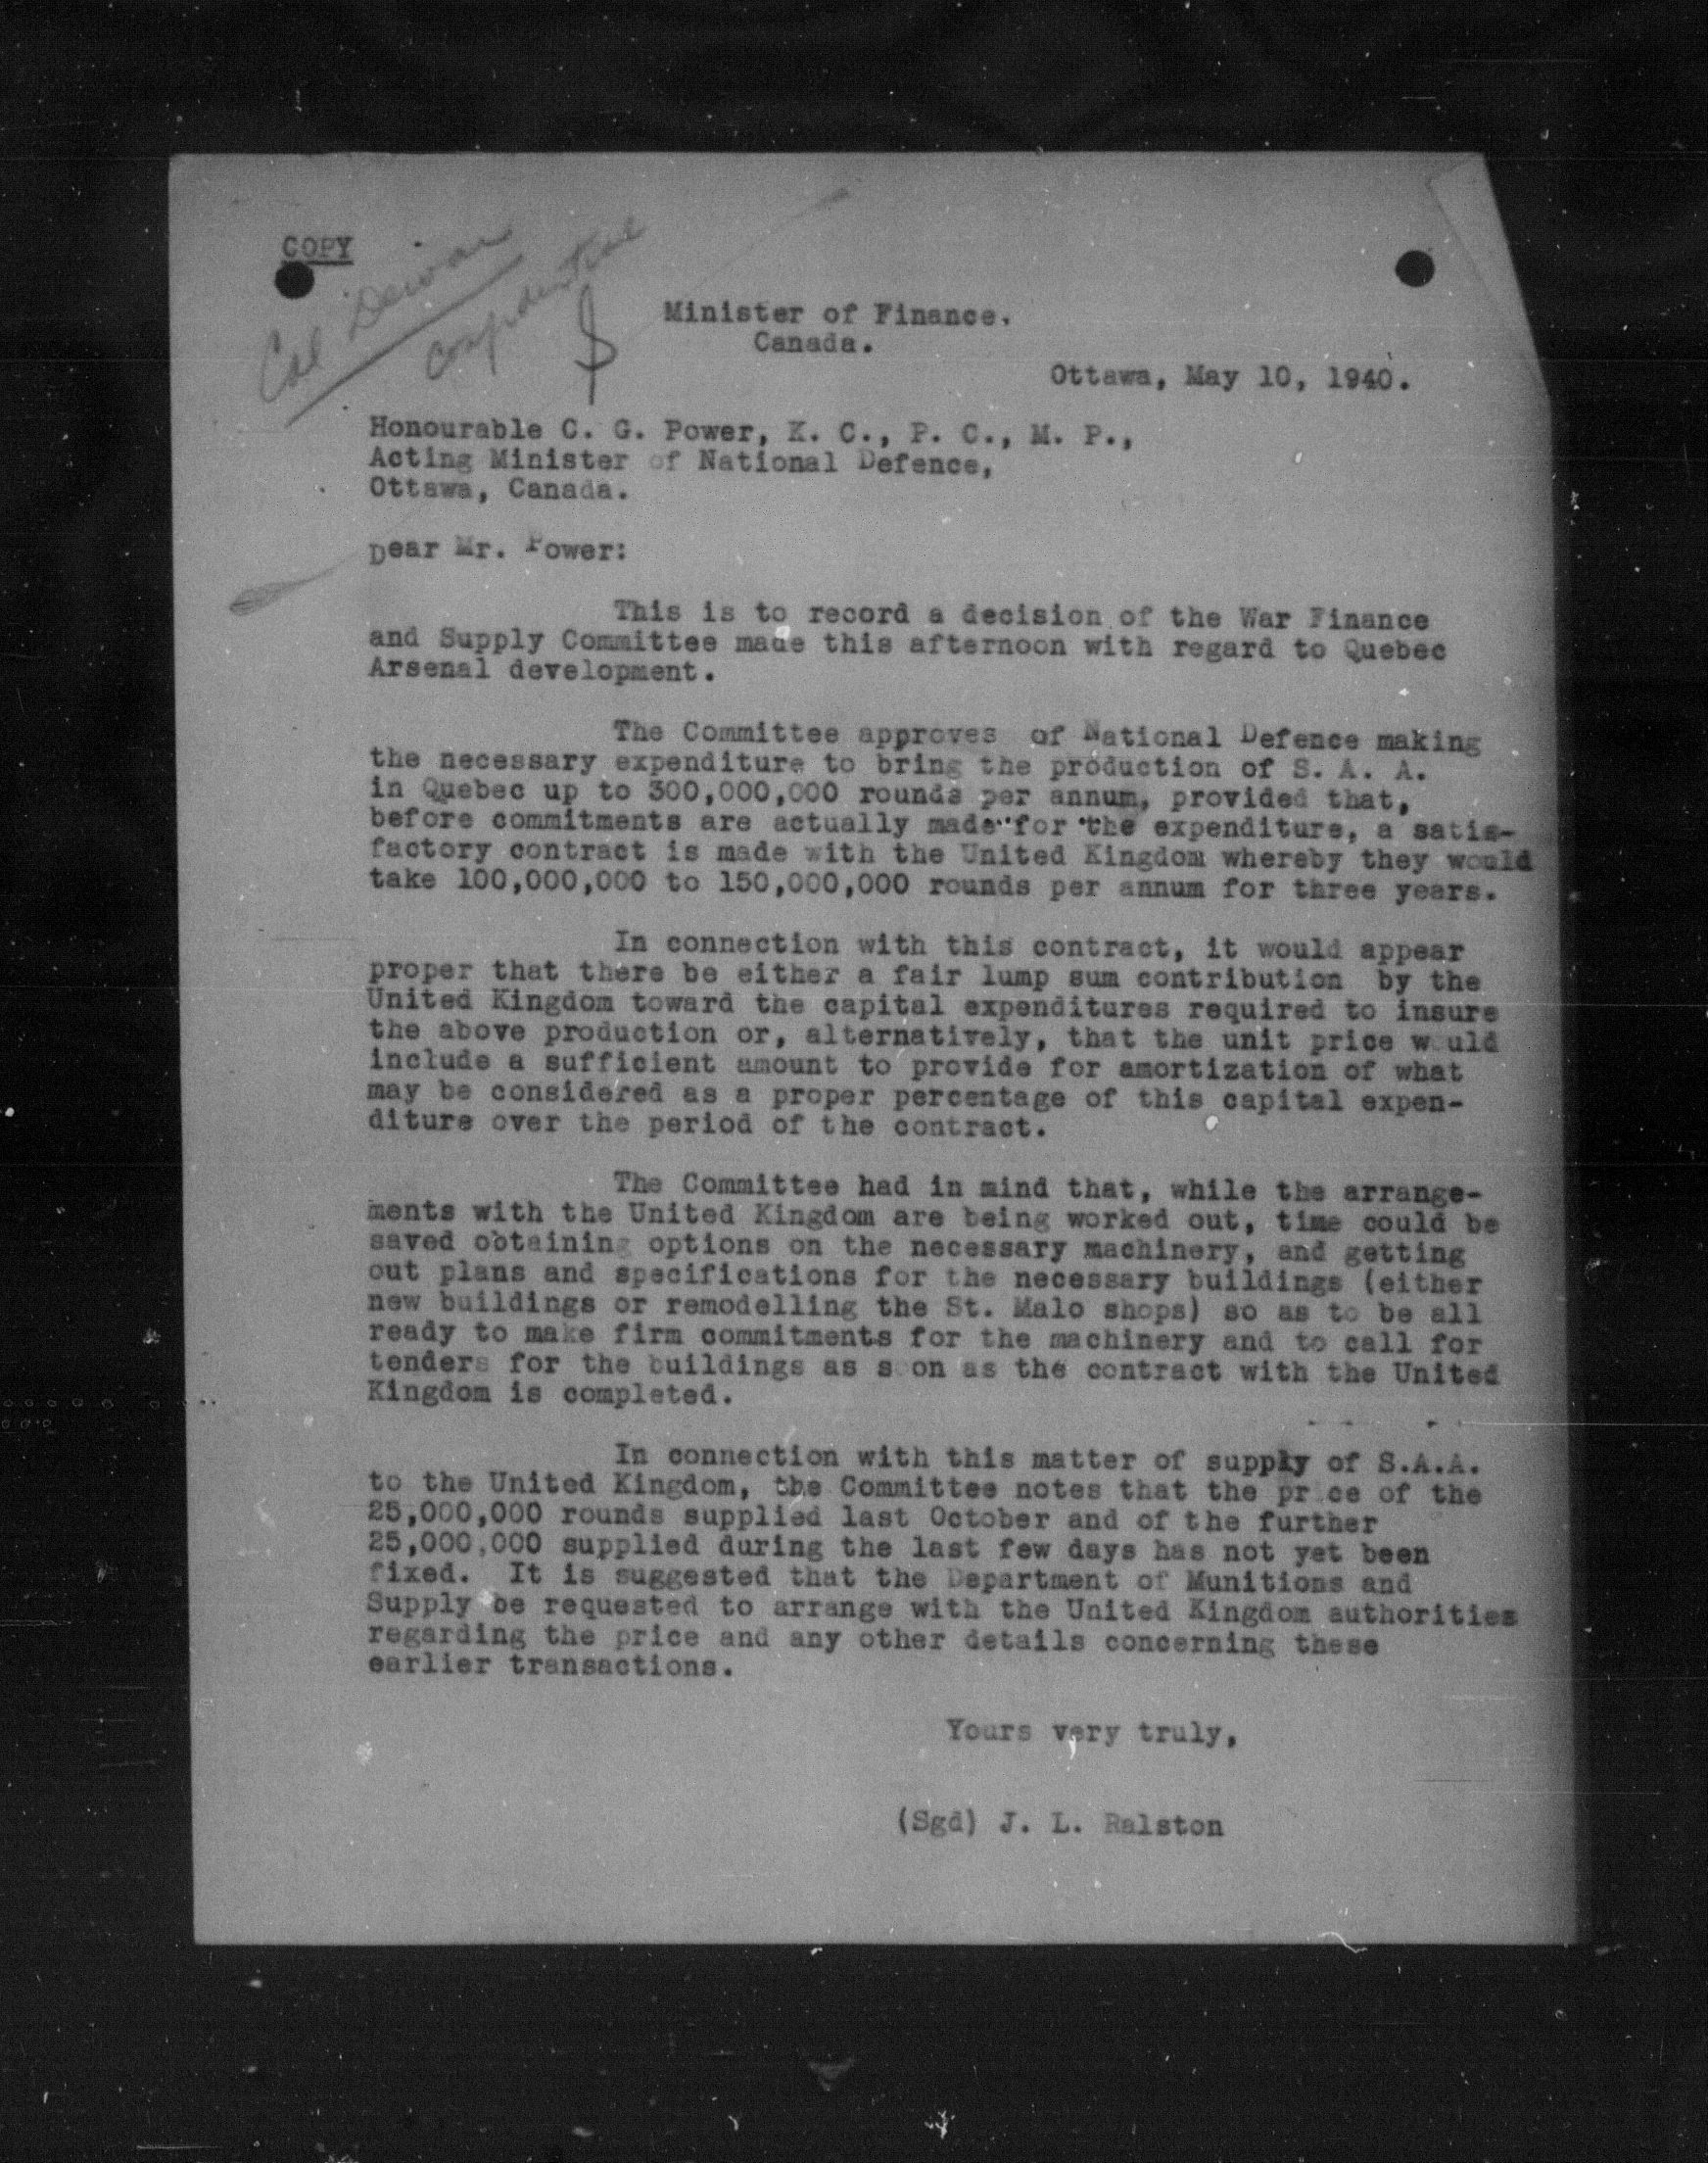 COPY
Col Dewar
Confidential
Minister of Finance.
Canada.
Ottawa, May 10, 1940.
Honourable C. G. Power, K. C., P. C., M. P.,
Acting Minister of National Defence,
Ottawa, Canada.
Dear Mr. Power:
This is to record a decision of the War Finance
and Supply Committee made this afternoon with regard to Quebec
Arsenal development.
The Committee approves of National Defence making
the necessary expenditure to bring the production of S. A. A.
in Quebec up to 300,000,000 rounds per annum, provided that,
before commitments are actually made for the expenditure, a satis-
factory contract is made with the United Kingdom whereby they would
take 100,000,000 to 150,000,000 rounds per annum for three years.
In connection with this contract, it would appear
proper that there be either a fair lump sum contribution by the
United Kingdom toward the capital expenditures required to insure
the above production or, alternatively, that the unit price w uld
include a sufficient amount to provide for amortization of what
may be considered as a proper percentage of this capital expen-
diture over the period of the contract.
The Committee had in mind that, while the arrange-
ments with the United Kingdom are being worked out, time could be
saved obtaining options on the necessary machinery, and getting
out plans and specifications for the necessary buildings (either
new buildings or remodelling the St. Malo shops) so as to be all
ready to make firm commitments for the machinery and to call for
tenders for the buildings as s on as the contract with the United
Kingdom is completed.
In connection with this matter of supply of S.A.A.
to the United Kingdom, the Committee notes that the price of the
25,000,000 rounds supplied last October and of the further
25,000,000 supplied during the last few days has not yet been
fixed. It is suggested that the Department of Munitions and
Supply be requested to arrange with the United Kingdom authorities
regarding the price and any other details concerning these
earlier transactions.
Yours very truly,
(Sgd) J. L. Ralston